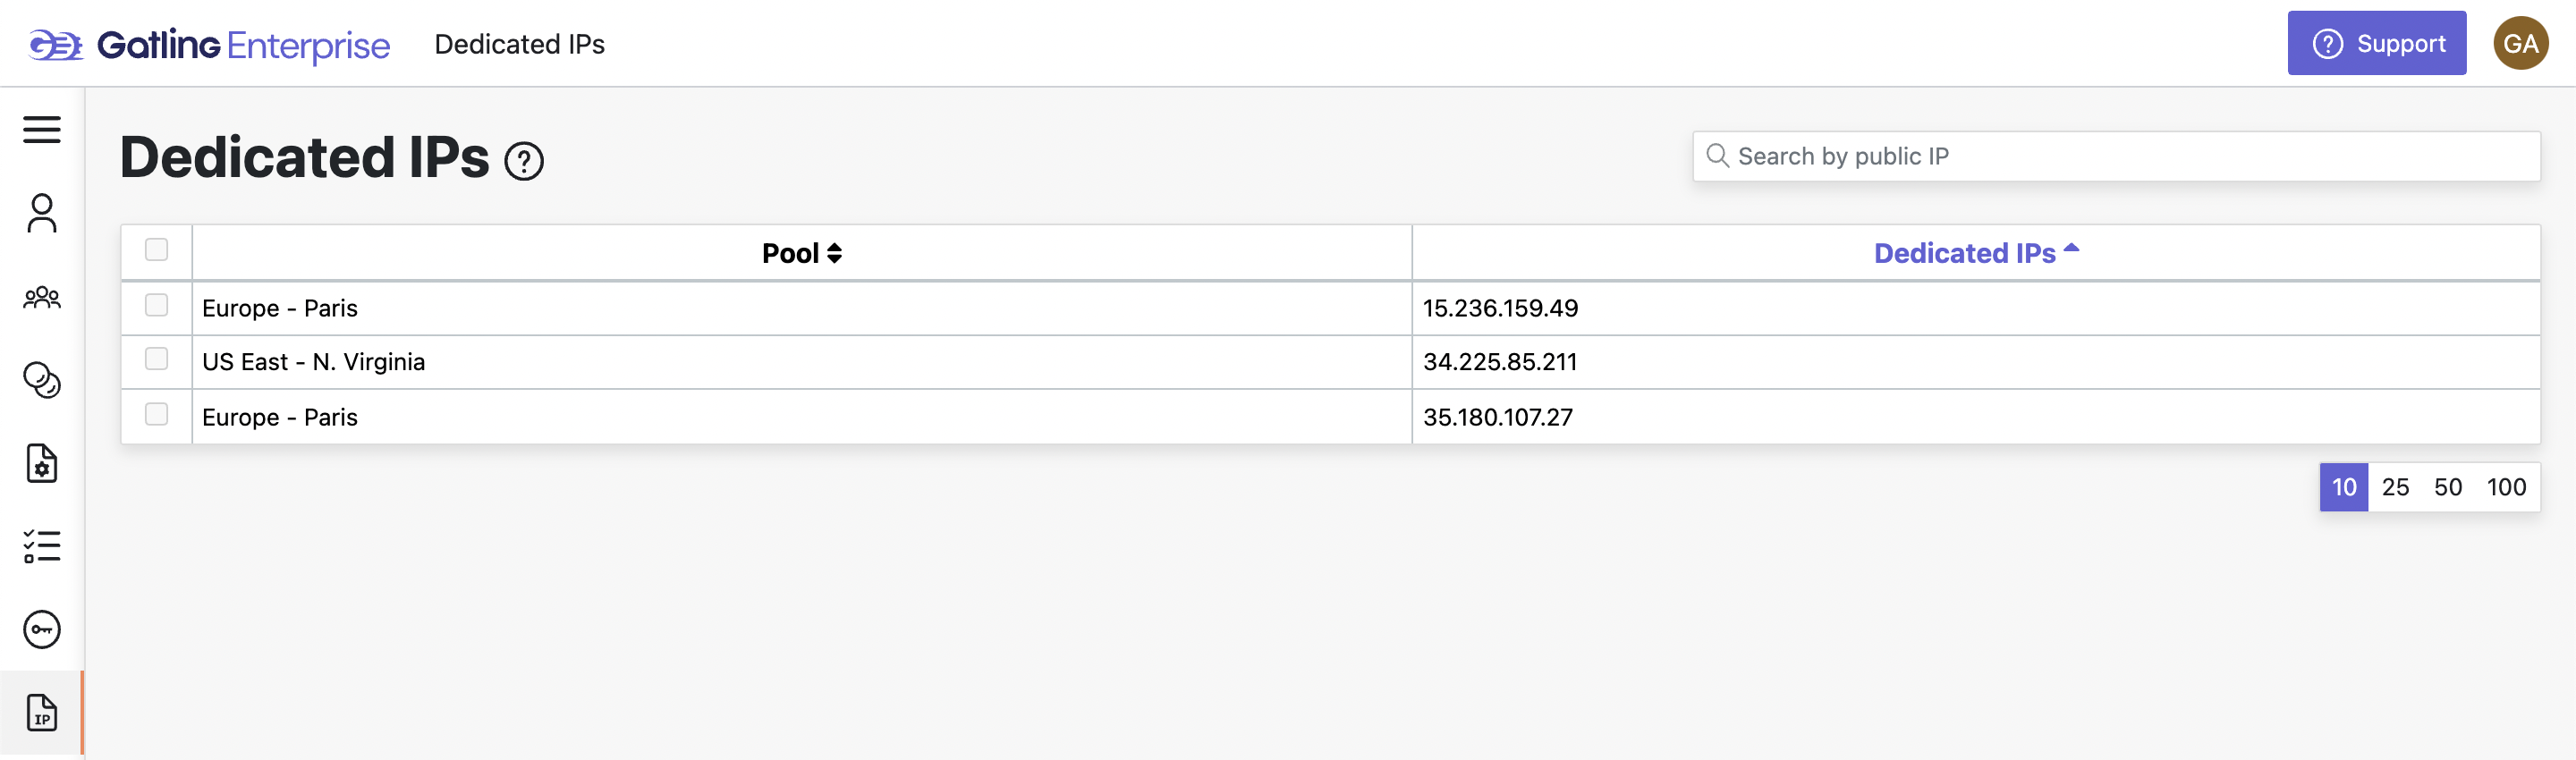 Gatling Enterprise Dedicated IPs Support GA
Dedicated IPs ?
Search by public IP
Pool Dedicated IPs
Europe - Paris 15.236.159.49
US East - N. Virginia 34.225.85.211
Europe - Paris 35.180.107.27
10 25 50 100
IP